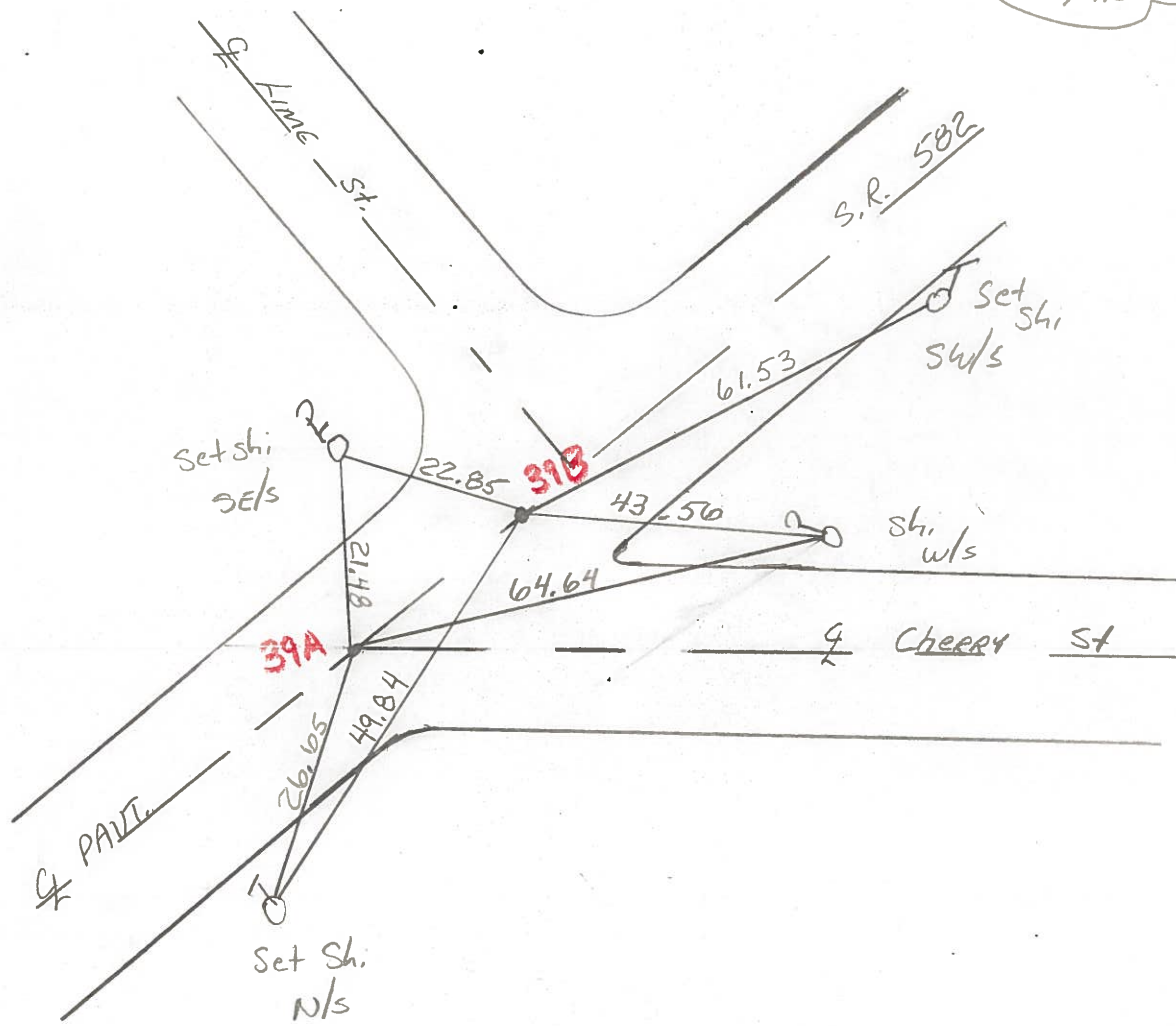 ℄ LIME St.
S.R. 582
Set
Shi
SW/S
61.53
Set Shi
SE/S
22.85
39B
43.56
Shi
W/S
21.48
64.64
39A
℄ Cherry St
49.84
26.65
℄ PAVT.
Set Shi.
N/S